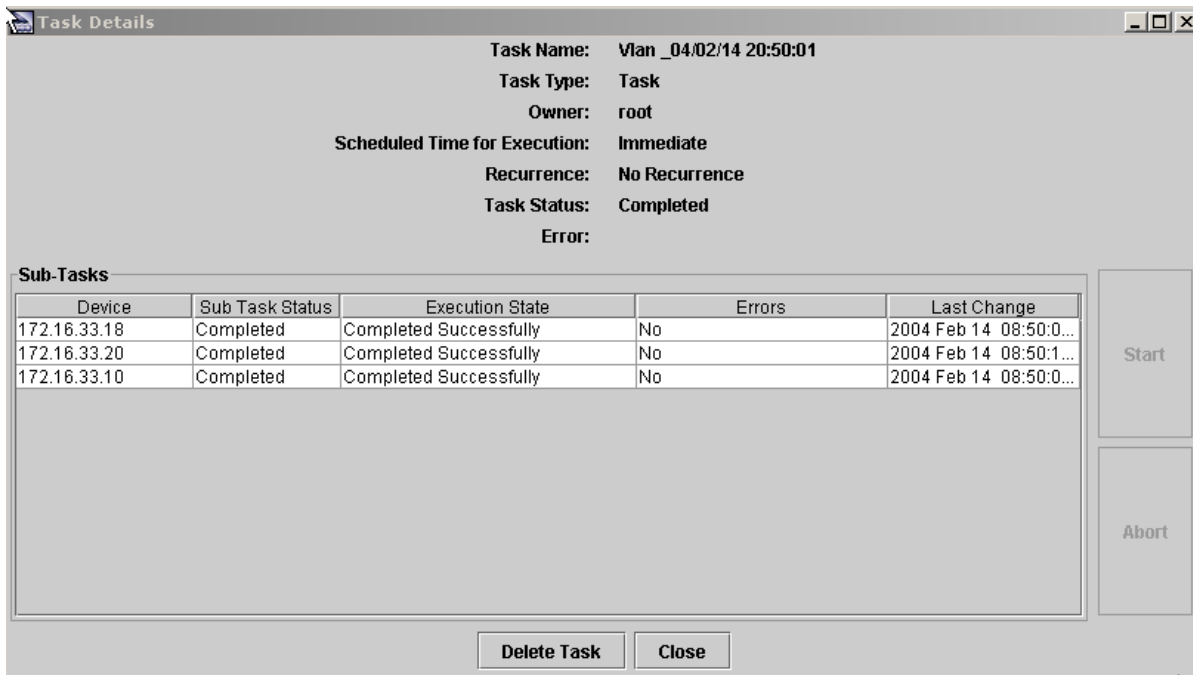 Task Details
Task Name: Vlan _04/02/14 20:50:01
Task Type: Task
Owner: root
Scheduled Time for Execution: Immediate
Recurrence: No Recurrence
Task Status: Completed
Error:
Sub-Tasks
Device Sub Task Status Execution State Errors Last Change
172.16.33.18 Completed Completed Successfully No 2004 Feb 14 08:50:0...
172.16.33.20 Completed Completed Successfully No 2004 Feb 14 08:50:1...
172.16.33.10 Completed Completed Successfully No 2004 Feb 14 08:50:0...
Start
Abort
Delete Task Close